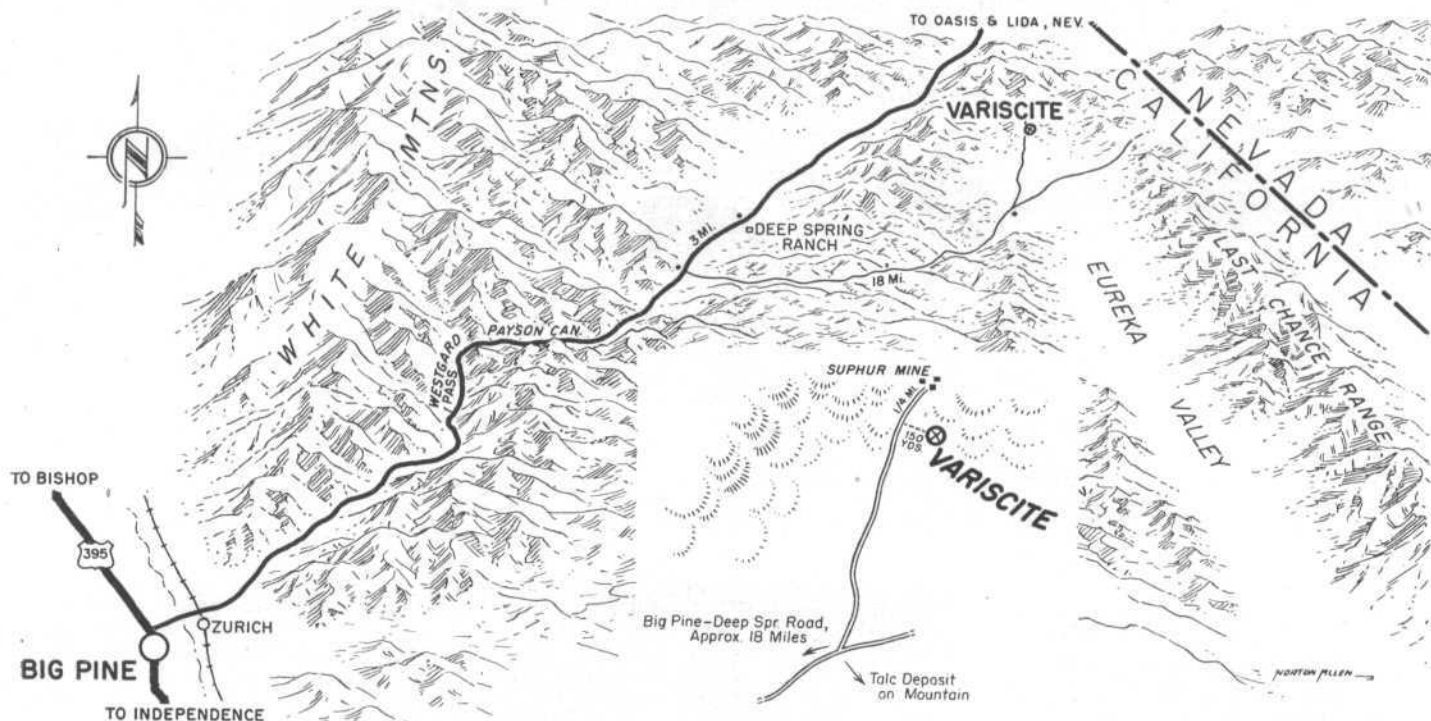 TO OASIS & LIDA, NEV.
NEVADA
CALIFORNIA
WHITE MTNS.
N
VARISCITE
3 MI.
DEEP SPRING
RANCH
18 MI.
PAYSON CAN.
WESTGARD
PASS
EUREKA
VALLEY
LAST
CHANCE
RANGE
SUPHUR MINE
1/4 MI.
150
YDS.
VARISCITE
TO BISHOP
395
ZURICH
BIG PINE
TO INDEPENDENCE
Big Pine-Deep Spr. Road,
Approx. 18 Miles
Talc Deposit
on Mountain
NORTON ALLEN